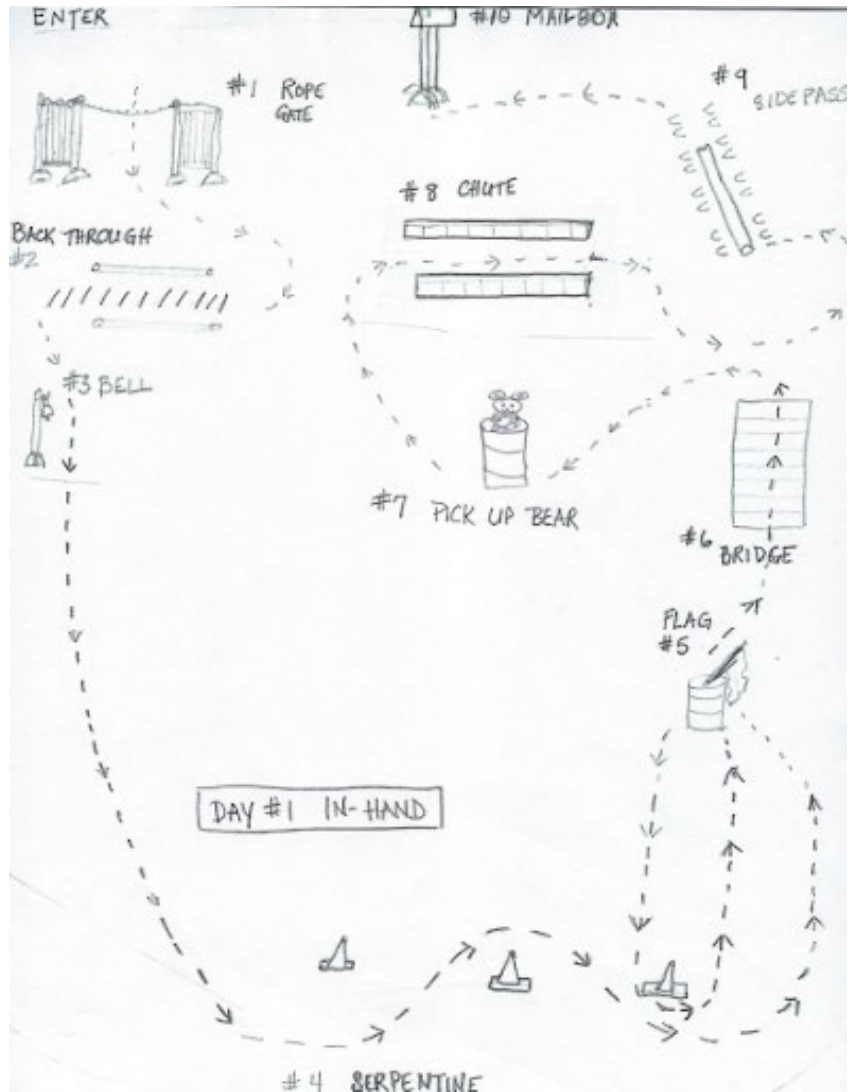 ENTER
#10 MAILBOX
#1 ROPE
GATE
#9
SIDE PASS
#8 CHUTE
BACK THROUGH
#2
#3 BELL
#7 PICK UP BEAR
#6
BRIDGE
FLAG
#5
DAY #1 IN-HAND
#4 SERPENTINE